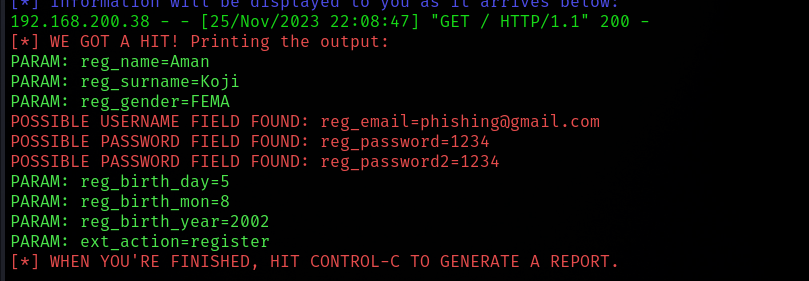 [*] Information will be displayed to you as it arrives below:
192.168.200.38 - - [25/Nov/2023 22:08:47] "GET / HTTP/1.1" 200 -
[*] WE GOT A HIT! Printing the output:
PARAM: reg_name=Aman
PARAM: reg_surname=Koji
PARAM: reg_gender=FEMA
POSSIBLE USERNAME FIELD FOUND: reg_email=phishing@gmail.com
POSSIBLE PASSWORD FIELD FOUND: reg_password=1234
POSSIBLE PASSWORD FIELD FOUND: reg_password2=1234
PARAM: reg_birth_day=5
PARAM: reg_birth_mon=8
PARAM: reg_birth_year=2002
PARAM: ext_action=register
[*] WHEN YOU'RE FINISHED, HIT CONTROL-C TO GENERATE A REPORT.